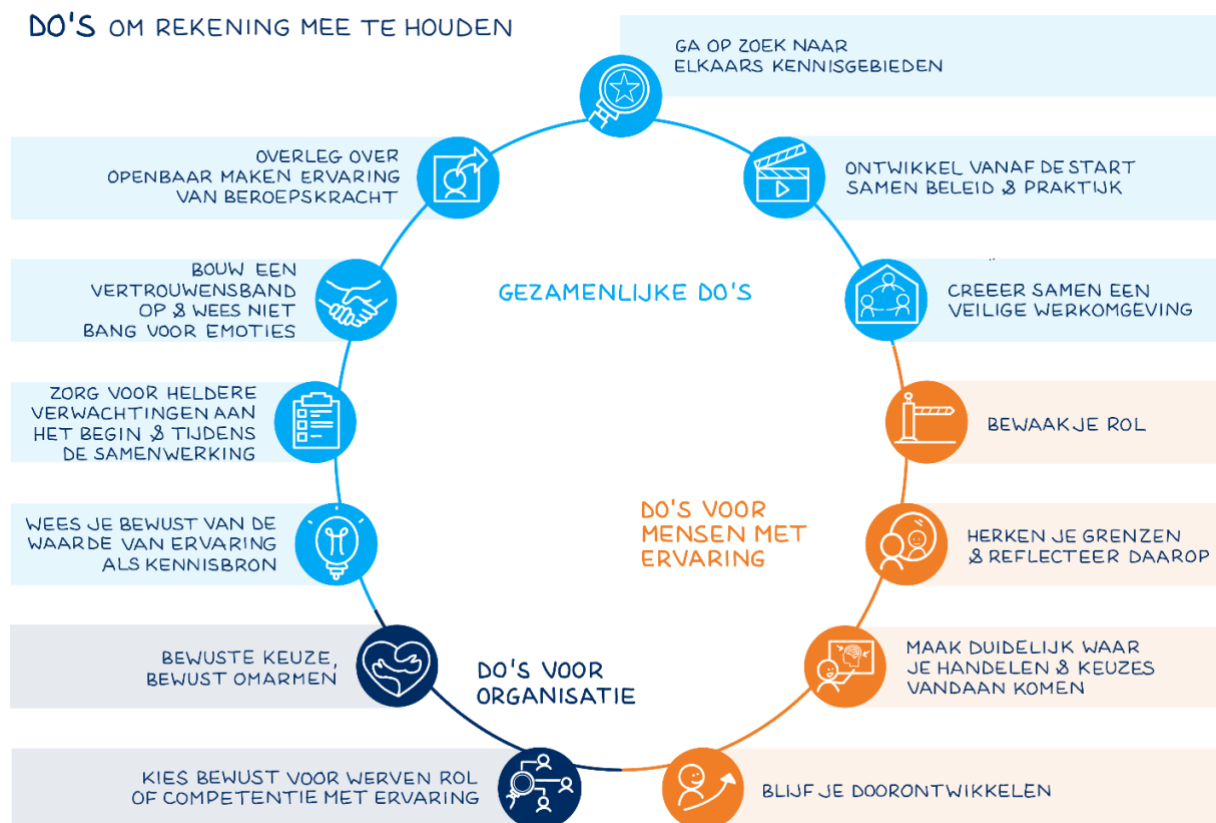 DO'S OM REKENING MEE TE HOUDEN
GA OP ZOEK NAAR
ELKAARS KENNISGEBIEDEN
ONTWIKKEL VANAF DE START
SAMEN BELEID & PRAKTIJK
CREEER SAMEN EEN
VEILIGE WERKOMGEVING
BEWAAK JE ROL
HERKEN JE GRENZEN
& REFLECTEER DAAROP
MAAK DUIDELIJK WAAR
JE HANDELEN & KEUZES
VANDAAN KOMEN
BLIJF JE DOORONTWIKKELEN
KIES BEWUST VOOR WERVEN ROL
OF COMPETENTIE MET ERVARING
BEWUSTE KEUZE,
BEWUST OMARMEN
WEES JE BEWUST VAN DE
WAARDE VAN ERVARING
ALS KENNISBRON
ZORG VOOR HELDERE
VERWACHTINGEN AAN
HET BEGIN & TIJDENS
DE SAMENWERKING
BOUW EEN
VERTROUWENSBAND
OP & WEES NIET
BANG VOOR EMOTIES
OVERLEG OVER
OPENBAAR MAKEN ERVARING
VAN BEROEPSKRACHT
GEZAMENLIJKE DO'S
DO'S VOOR
MENSEN MET
ERVARING
DO'S VOOR
ORGANISATIE